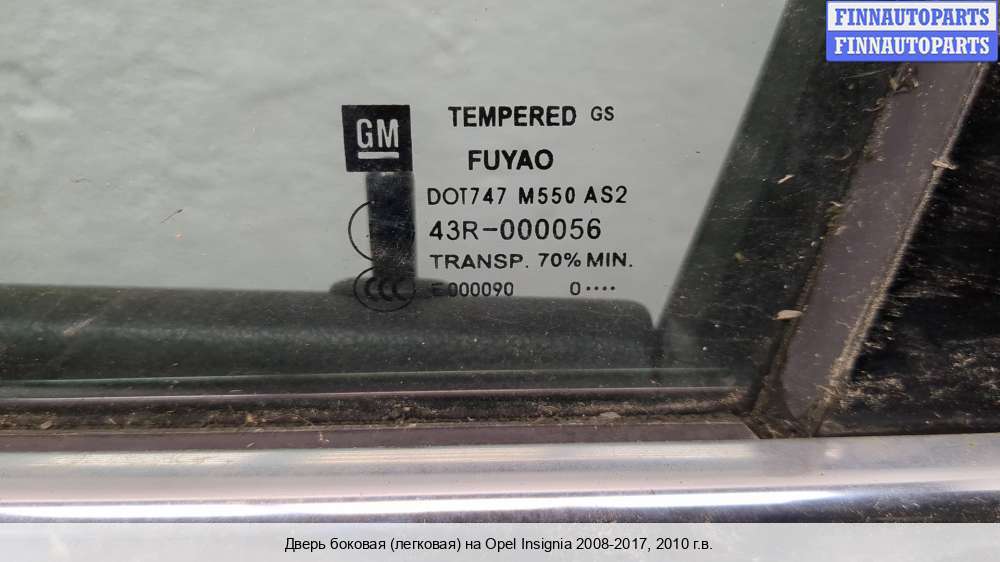 FINNAUTOPARTS
FINNAUTOPARTS
GM
TEMPERED GS
FUYAO
DOT747 M550 AS2
43R-000056
TRANSP. 70% MIN.
CCC
E000090 0····
Дверь боковая (легковая) на Opel Insignia 2008-2017, 2010 г.в.